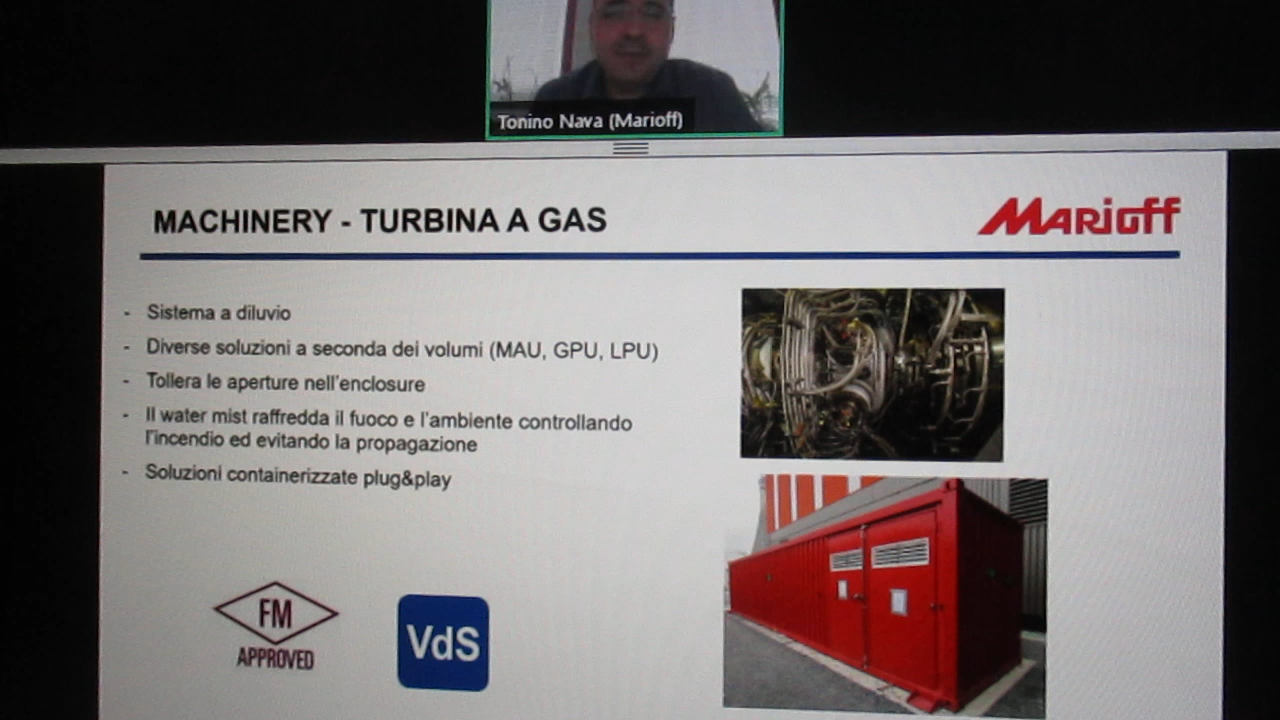 Tonino Nava (Marioff)
MACHINERY - TURBINA A GAS
Marioff
- Sistema a diluvio
- Diverse soluzioni a seconda dei volumi (MAU, GPU, LPU)
- Tollera le aperture nell'enclosure
- Il water mist raffredda il fuoco e l'ambiente controllando
l'incendio ed evitando la propagazione
- Soluzioni containerizzate plug&play
FM
APPROVED
VdS